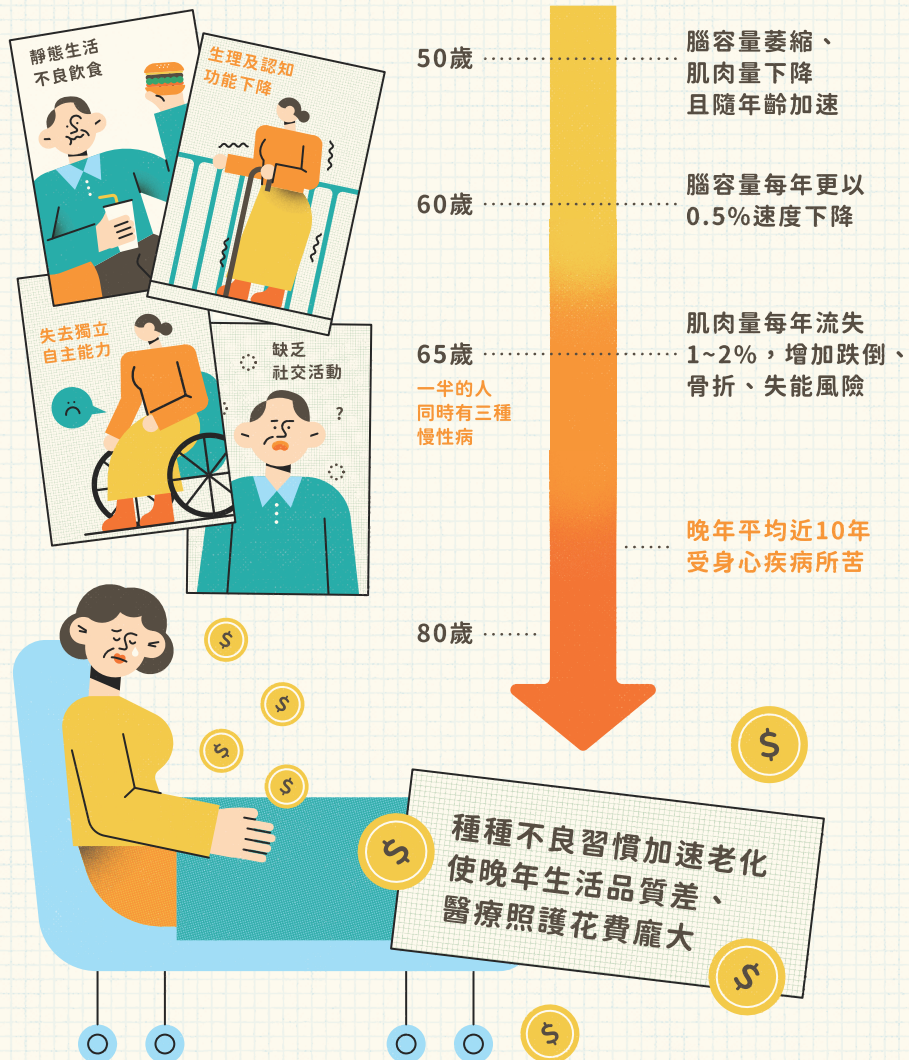 靜態生活
不良飲食
生理及認知
功能下降
失去獨立
自主能力
缺乏
社交活動
?
50歲
腦容量萎縮、
肌肉量下降
且隨年齡加速
60歲
腦容量每年更以
0.5%速度下降
65歲
一半的人
同時有三種
慢性病
肌肉量每年流失
1~2%，增加跌倒、
骨折、失能風險
晚年平均近10年
受身心疾病所苦
80歲
$
$
$
$
$
$
種種不良習慣加速老化
使晚年生活品質差、
醫療照護花費龐大
$
$